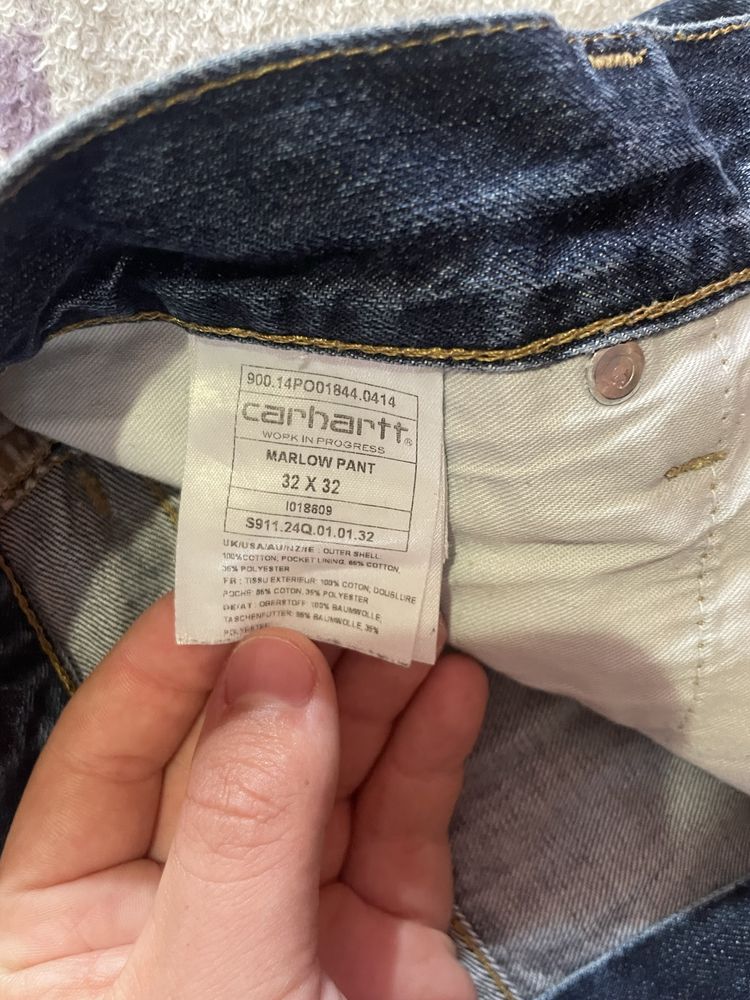 900.14PO01844.0414
carhartt®
WORK IN PROGRESS
MARLOW PANT
32 X 32
I018609
S911.24Q.01.01.32
UK/USA/AU/NZ/IE : OUTER SHELL:
100%COTTON, POCKET LINING: 65% COTTON,
35% POLYESTER
FR : TISSU EXTERIEUR: 100% COTON, DOUBLURE
POCHE: 65% COTON, 35% POLYESTER
DE/AT : OBERSTOFF: 100% BAUMWOLLE,
TASCHENFUTTER: 65% BAUMWOLLE, 35%
POLYESTER